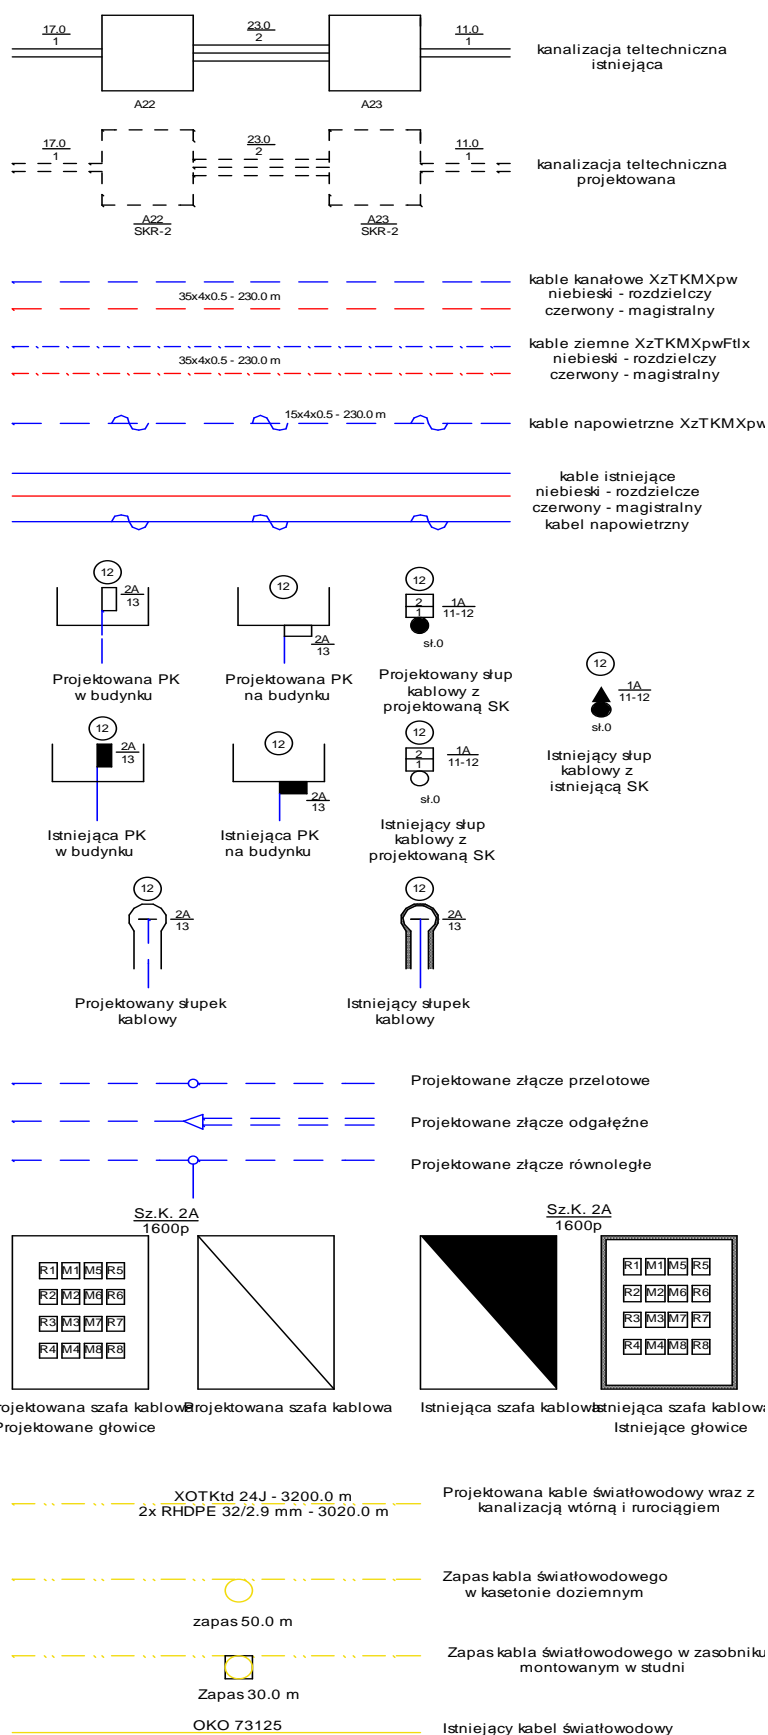 17.0
1
23.0
2
11.0
1
kanalizacja teltechniczna
istniejąca
A22
A23
17.0
1
23.0
2
11.0
1
kanalizacja teltechniczna
projektowana
A22
SKR-2
A23
SKR-2
kable kanałowe XzTKMXpw
35x4x0.5 - 230.0 m
niebieski - rozdzielczy
czerwony - magistralny
kable ziemne XzTKMXpwFtlx
35x4x0.5 - 230.0 m
niebieski - rozdzielczy
czerwony - magistralny
15x4x0.5 - 230.0 m
kable napowietrzne XzTKMXpw
kable istniejące
niebieski - rozdzielcze
czerwony - magistralny
kabel napowietrzny
12
2A
13
Projektowana PK
w budynku
12
2A
13
Projektowana PK
na budynku
12
2
1
1A
11-12
sł.0
Projektowany słup
kablowy z
projektowaną SK
12
1A
11-12
sł.0
Istniejący słup
kablowy z
istniejącą SK
12
2A
13
Istniejąca PK
w budynku
12
2A
13
Istniejąca PK
na budynku
12
2
1
1A
11-12
sł.0
Istniejący słup
kablowy z
projektowaną SK
12
2A
13
Projektowany słupek
kablowy
12
2A
13
Istniejący słupek
kablowy
Projektowane złącze przelotowe
Projektowane złącze odgałęźne
Projektowane złącze równoległe
Sz.K. 2A
1600p
Sz.K. 2A
1600p
R1 M1 M5 R5
R2 M2 M6 R6
R3 M3 M7 R7
R4 M4 M8 R8
R1 M1 M5 R5
R2 M2 M6 R6
R3 M3 M7 R7
R4 M4 M8 R8
rojektowana szafa kablowa
Projektowane głowice
Projektowana szafa kablowa
Istniejąca szafa kablowa
Istniejąca szafa kablowa
Istniejące głowice
XOTKtd 24J - 3200.0 m
2x RHDPE 32/2.9 mm - 3020.0 m
Projektowana kable światłowodowy wraz z
kanalizacją wtórną i rurociągiem
Zapas kabla światłowodowego
w kasetonie doziemnym
zapas 50.0 m
Zapas kabla światłowodowego w zasobniku
montowanym w studni
Zapas 30.0 m
OKO 73125
Istniejący kabel światłowodowy